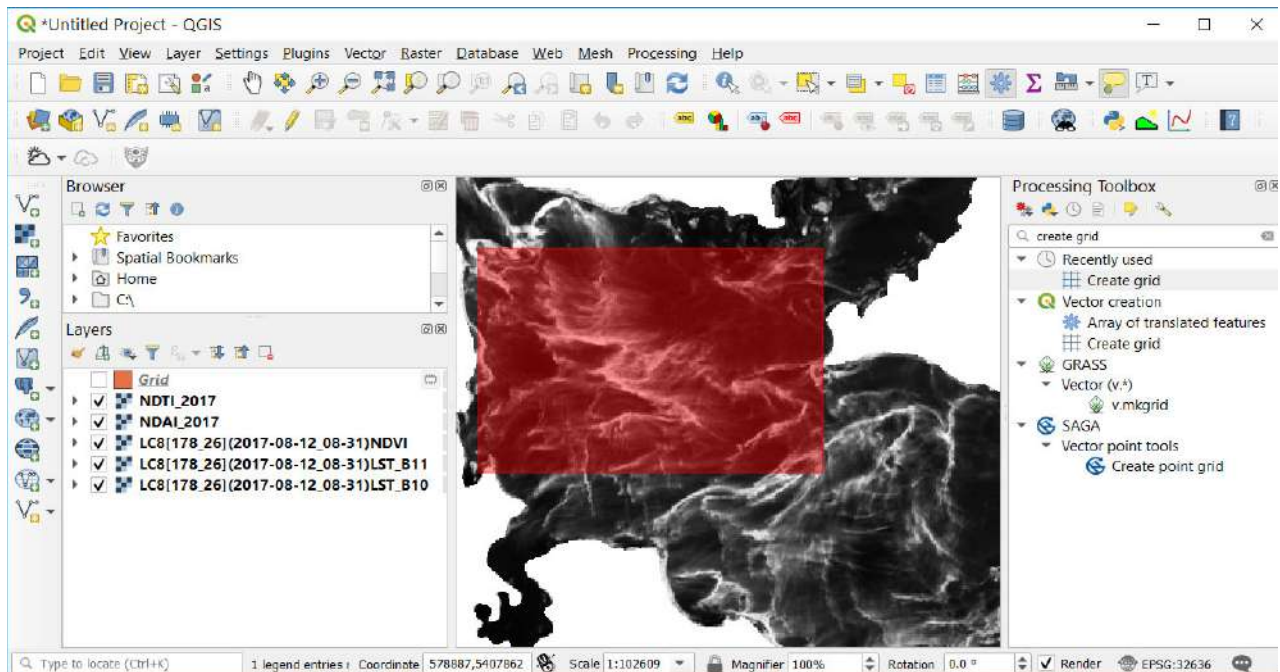 *Untitled Project - QGIS
Project Edit View Layer Settings Plugins Vector Raster Database Web Mesh Processing Help
Browser
Favorites
Spatial Bookmarks
Home
C:\
Layers
Grid
NDTI_2017
NDAI_2017
LC8[178_26](2017-08-12_08-31)NDVI
LC8[178_26](2017-08-12_08-31)LST_B11
LC8[178_26](2017-08-12_08-31)LST_B10
Processing Toolbox
create grid
Recently used
Create grid
Vector creation
Array of translated features
Create grid
GRASS
Vector (v.*)
v.mkgrid
SAGA
Vector point tools
Create point grid
Type to locate (Ctrl+K) 1 legend entries Coordinate 578887,5407862 Scale 1:102609 Magnifier 100% Rotation 0.0 ° Render EPSG:32636